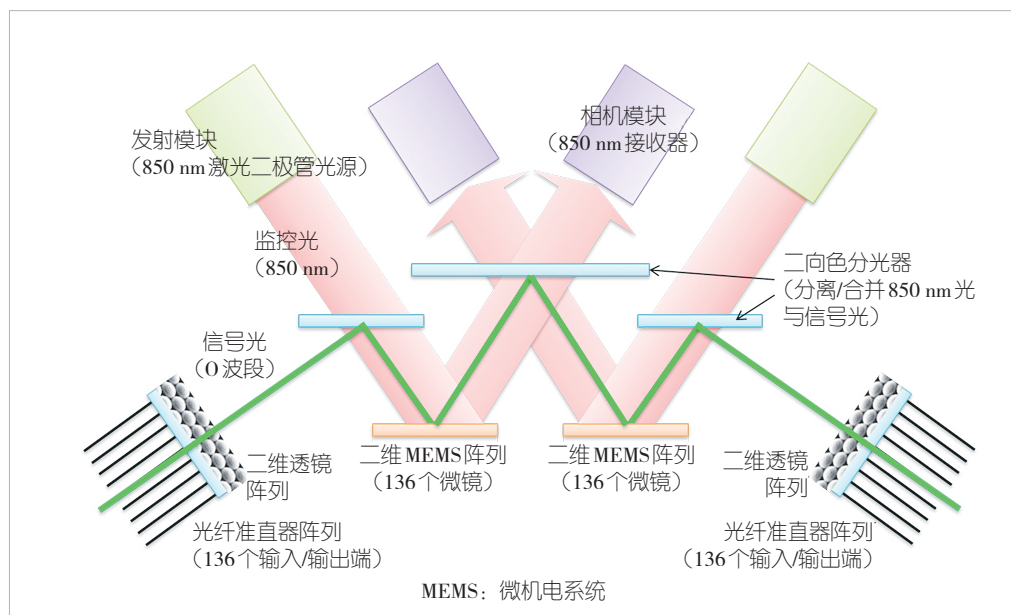 发射模块
（850 nm激光二极管光源）
相机模块
（850 nm接收器）
监控光
（850 nm）
二向色分光器
（分离/合并850 nm光
与信号光）
信号光
（O波段）
二维透镜
阵列
二维MEMS阵列
（136个微镜）
二维MEMS阵列
（136个微镜）
二维透镜
阵列
光纤准直器阵列
（136个输入/输出端）
光纤准直器阵列
（136个输入/输出端）
MEMS：微机电系统